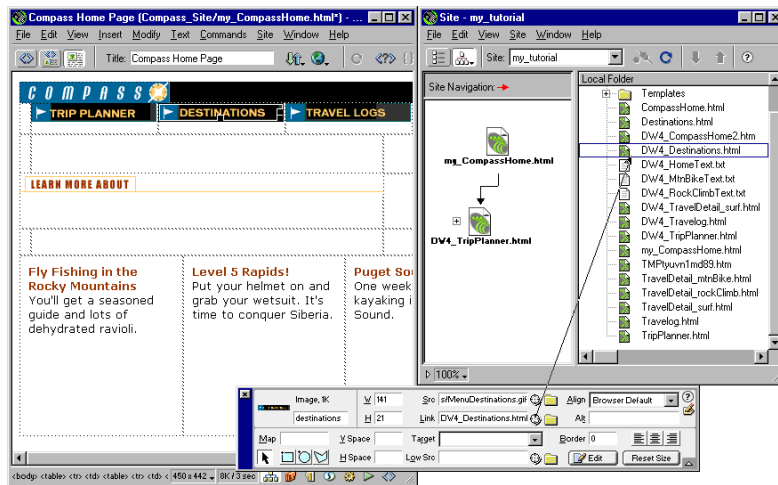 Compass Home Page (Compass_Site/my_CompassHome.html*) - ...
File Edit View Insert Modify Text Commands Site Window Help
Title: Compass Home Page
COMPASS
TRIP PLANNER
DESTINATIONS
TRAVEL LOGS
LEARN MORE ABOUT
Fly Fishing in the
Rocky Mountains
You'll get a seasoned
guide and lots of
dehydrated ravioli.
Level 5 Rapids!
Put your helmet on and
grab your wetsuit. It's
time to conquer Siberia.
Puget Sou
One week
kayaking i
Sound.
<body> <table> <tr> <td> <table> <tr> <td> < 450 x 442 8K / 3 sec
Site - my_tutorial
File Edit View Site Window Help
Site: my_tutorial
Site Navigation:
my_CompassHome.html
DW4_TripPlanner.html
100%
Local Folder
Templates
CompassHome.html
Destinations.html
DW4_CompassHome2.htm
DW4_Destinations.html
DW4_HomeText.txt
DW4_MtnBikeText.txt
DW4_RockClimbText.txt
DW4_TravelDetail_surf.html
DW4_Travelog.html
DW4_TripPlanner.html
my_CompassHome.html
TMPtyuvn1md89.htm
TravelDetail_mtnBike.html
TravelDetail_rockClimb.html
TravelDetail_surf.html
Travelog.html
TripPlanner.html
Image, 1K W 141 Src s/MenuDestinations.gif Align Browser Default
destinations H 21 Link DW4_Destinations.html Alt
Map V Space Target Border 0
H Space Low Src Edit Reset Size